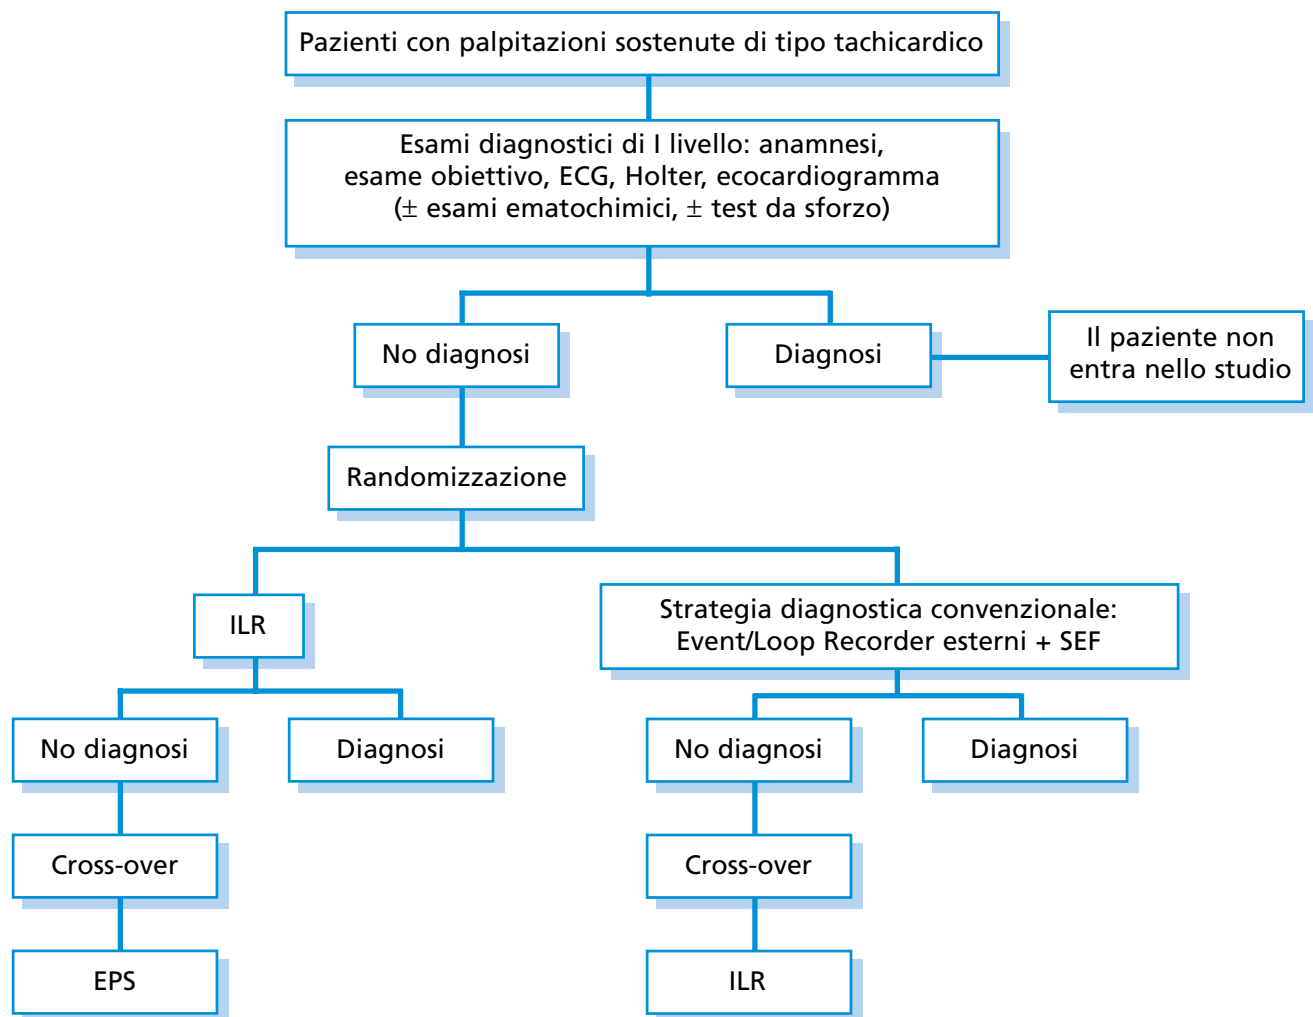 Pazienti con palpitazioni sostenute di tipo tachicardico
Esami diagnostici di I livello: anamnesi,
esame obiettivo, ECG, Holter, ecocardiogramma
(± esami ematochimici, ± test da sforzo)
No diagnosi
Diagnosi
Il paziente non
entra nello studio
Randomizzazione
ILR
Strategia diagnostica convenzionale:
Event/Loop Recorder esterni + SEF
No diagnosi
Diagnosi
No diagnosi
Diagnosi
Cross-over
Cross-over
EPS
ILR